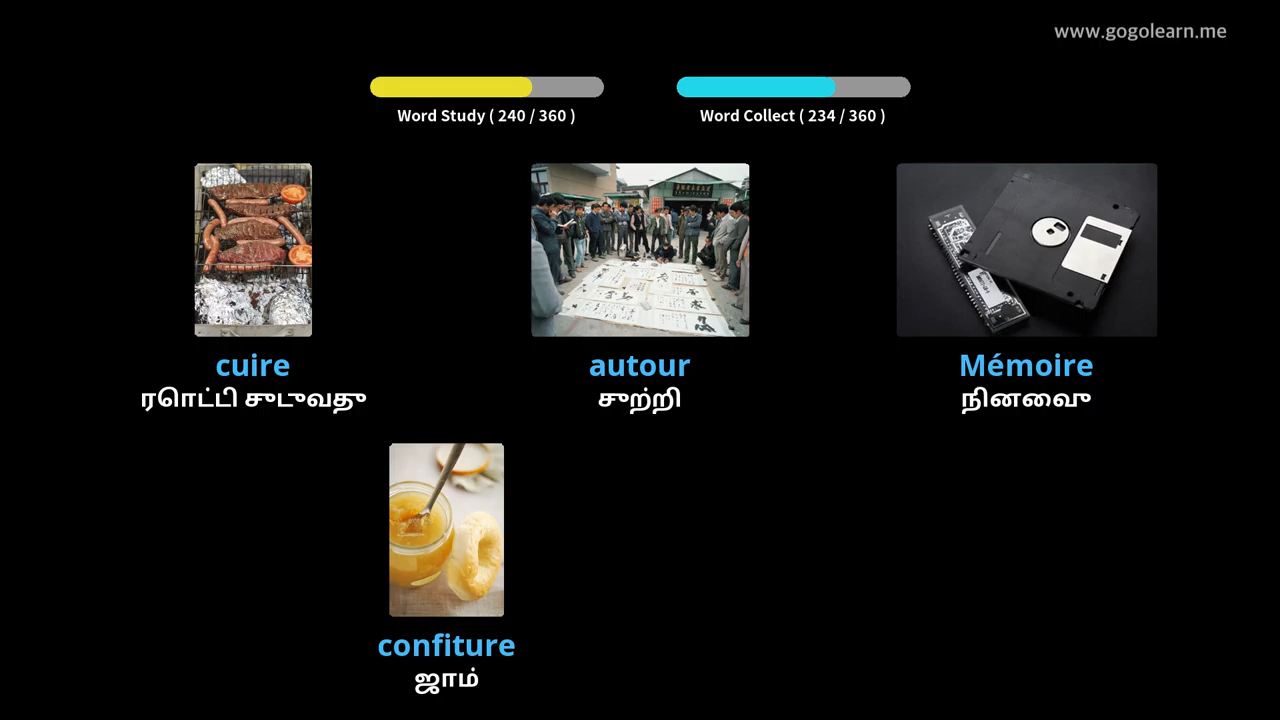 www.gogolearn.me
Word Study ( 240 / 360 )
Word Collect ( 234 / 360 )
cuire
ரொட்டி சுடுவது
autour
சுற்றி
Mémoire
நினைவு
confiture
ஜாம்